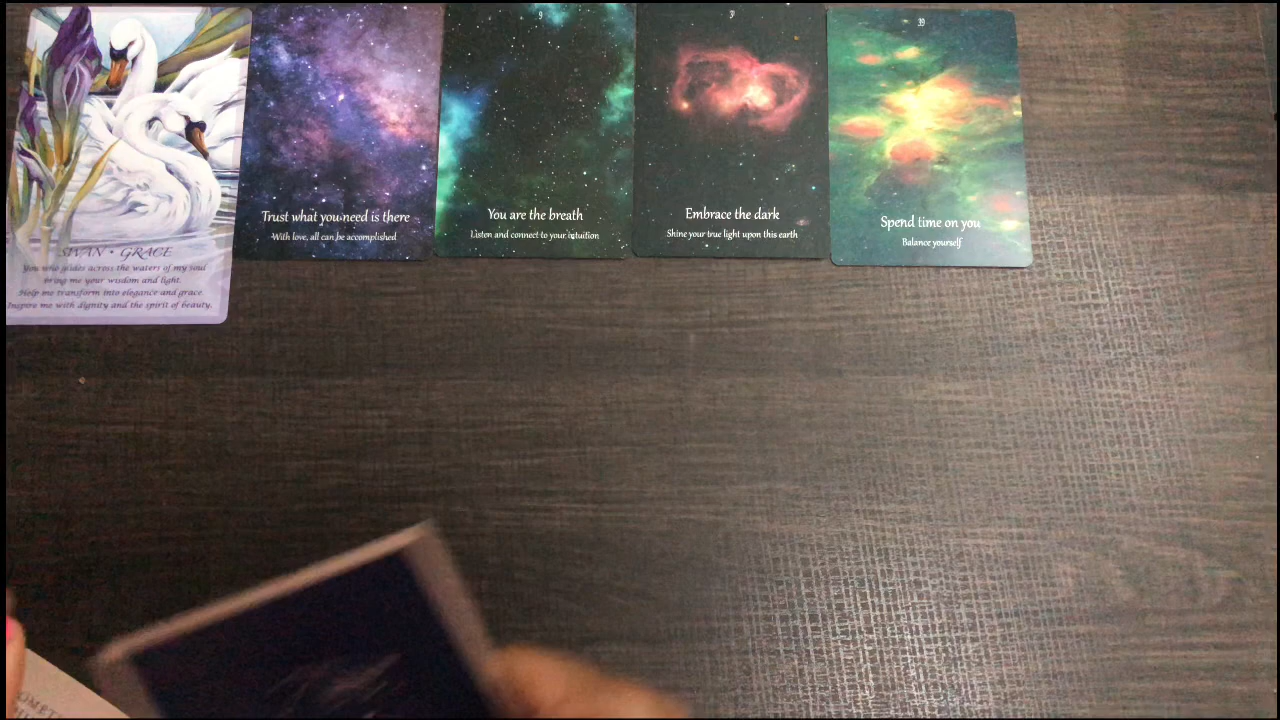 SWAN • GRACE
You who glides across the waters of my soul
Bring me your wisdom and light.
Help me transform into elegance and grace.
Inspire me with dignity and the spirit of beauty.
7
Trust what you need is there
With love, all can be accomplished
9
You are the breath
Listen and connect to your intuition
Embrace the dark
Shine your true light upon this earth
39
Spend time on you
Balance yourself